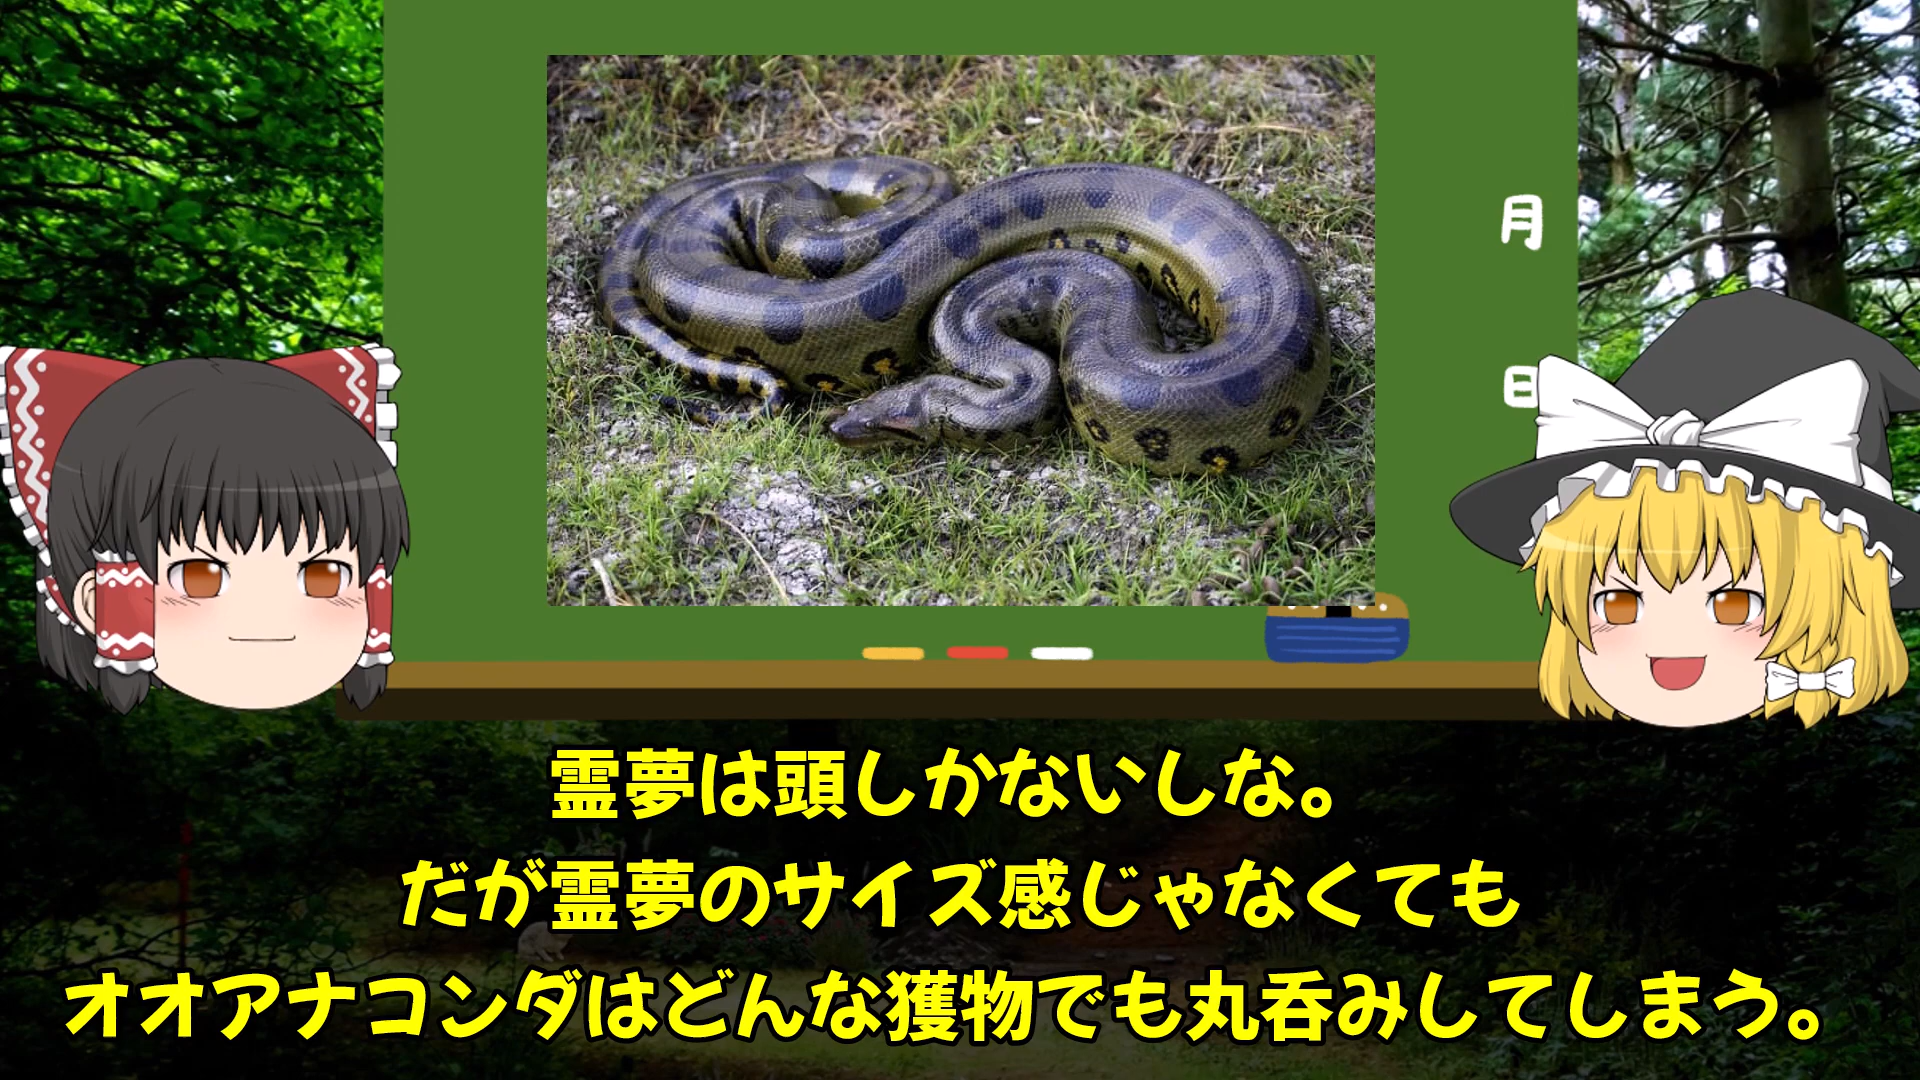 月
日
霊夢は頭しかないしな。
だが霊夢のサイズ感じゃなくても
オオアナコンダはどんな獲物でも丸呑みしてしまう。